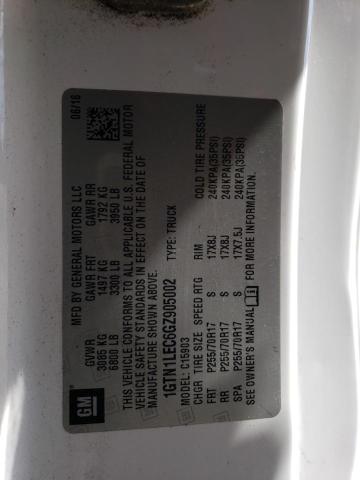 MFD BY GENERAL MOTORS LLC 06/16
GVWR GAWR FRT GAWR RR
3085 KG 1497 KG 1792 KG
6800 LB 3300 LB 3950 LB
THIS VEHICLE CONFORMS TO ALL APPLICABLE U.S. FEDERAL MOTOR
VEHICLE SAFETY STANDARDS IN EFFECT ON THE DATE OF
MANUFACTURE SHOWN ABOVE.
1GTN1LEC6GZ905002 TYPE: TRUCK
MODEL: C15903
CHGR TIRE SIZE SPEED RTG RIM COLD TIRE PRESSURE
FRT P255/70R17 S 17X8J 240KPA(35PSI)
RR P255/70R17 S 17X8J 240KPA(35PSI)
SPA P255/70R17 S 17X7.5J 240KPA(35PSI)
SEE OWNER'S MANUAL FOR MORE INFORMATION.
GM